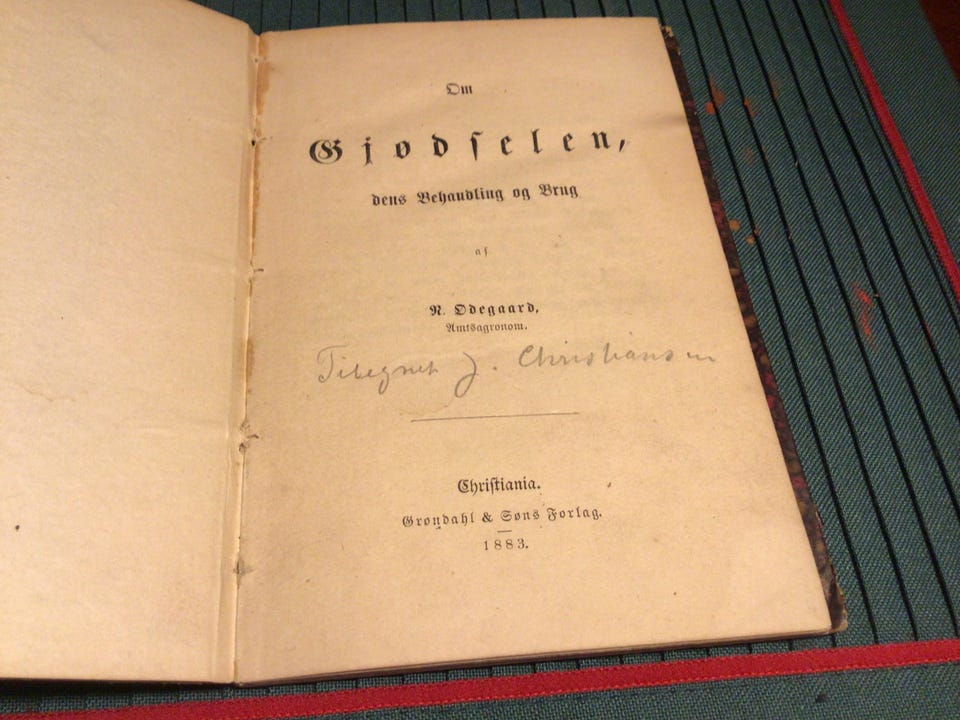 Om
Gjødselen,
dens Behandling og Brug
af
N. Ødegaard,
Amtsagronom.
Tilegnet J. Christiansen
Christiania.
Grøndahl & Søns Forlag.
1883.